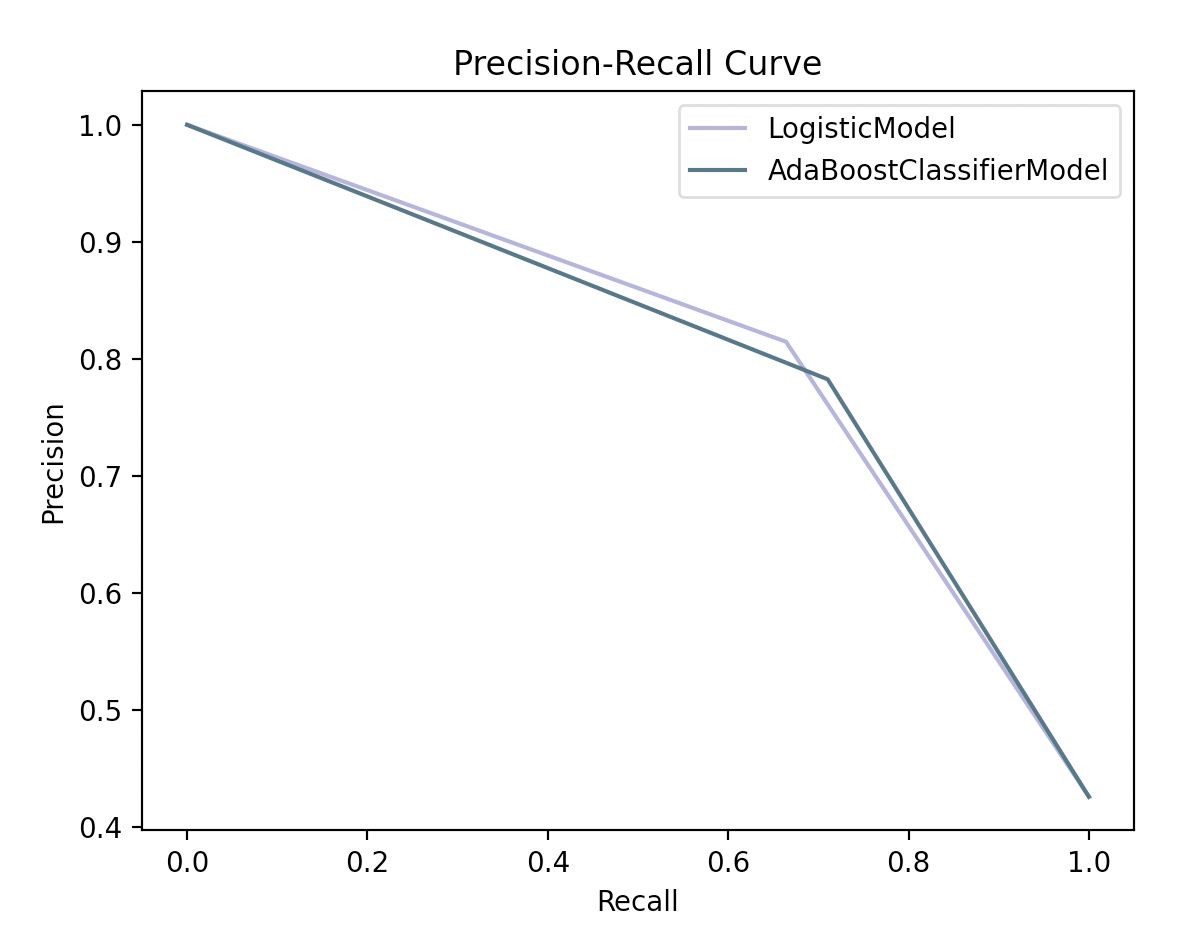 Precision-Recall Curve
LogisticModel
AdaBoostClassifierModel
1.0
0.9
0.8
0.7
0.6
0.5
0.4
Precision
0.0 0.2 0.4 0.6 0.8 1.0
Recall